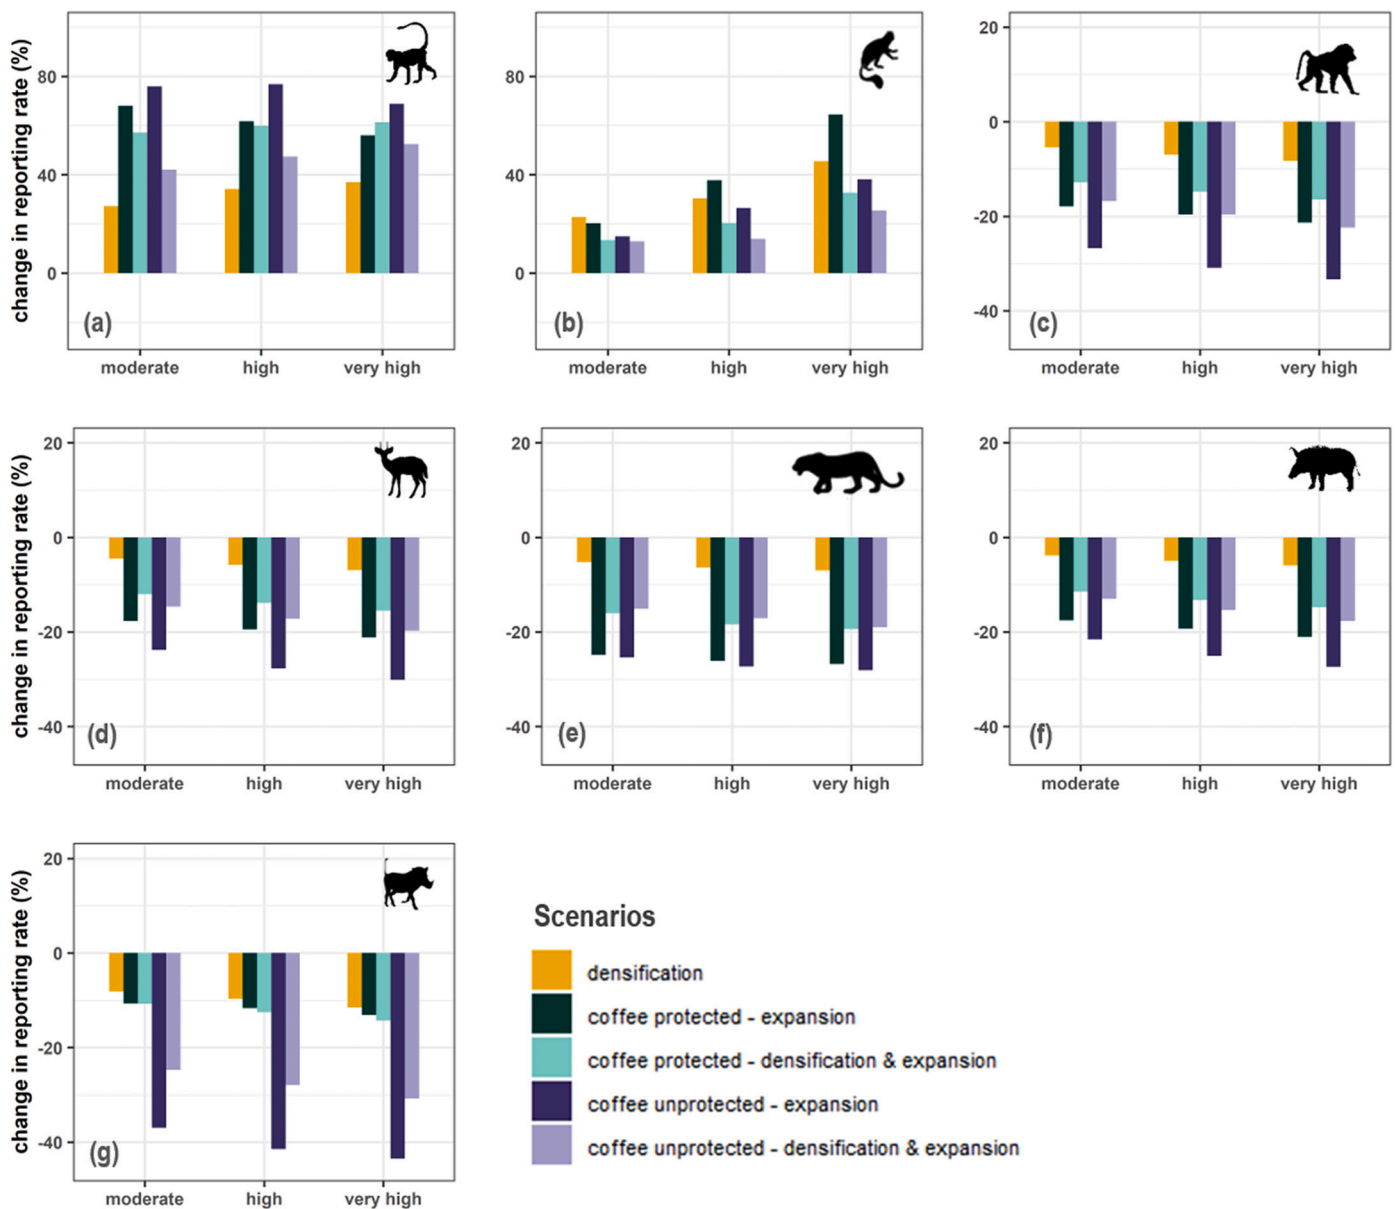 change in reporting rate (%)
80
40
0
(a)
moderate high very high
80
40
0
(b)
moderate high very high
20
0
-20
-40
(c)
moderate high very high
change in reporting rate (%)
20
0
-20
-40
(d)
moderate high very high
20
0
-20
-40
(e)
moderate high very high
20
0
-20
-40
(f)
moderate high very high
change in reporting rate (%)
20
0
-20
-40
(g)
moderate high very high
Scenarios
densification
coffee protected - expansion
coffee protected - densification & expansion
coffee unprotected - expansion
coffee unprotected - densification & expansion